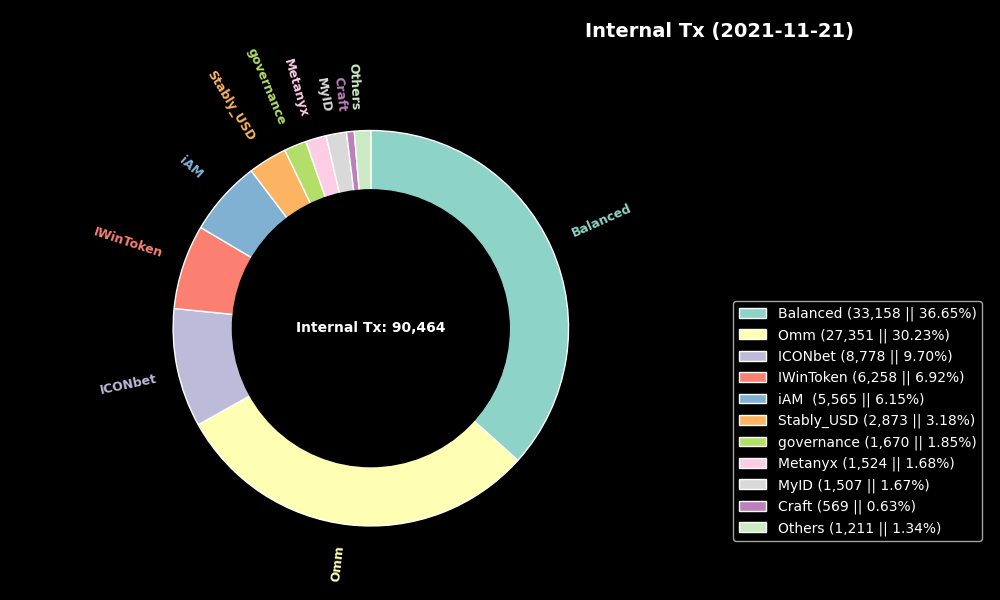 Internal Tx (2021-11-21)
Others
Craft
MyID
Metanyx
governance
Stably_USD
iAM
IWinToken
ICONbet
Omm
Balanced
Internal Tx: 90,464
Balanced (33,158 || 36.65%)
Omm (27,351 || 30.23%)
ICONbet (8,778 || 9.70%)
IWinToken (6,258 || 6.92%)
iAM  (5,565 || 6.15%)
Stably_USD (2,873 || 3.18%)
governance (1,670 || 1.85%)
Metanyx (1,524 || 1.68%)
MyID (1,507 || 1.67%)
Craft (569 || 0.63%)
Others (1,211 || 1.34%)